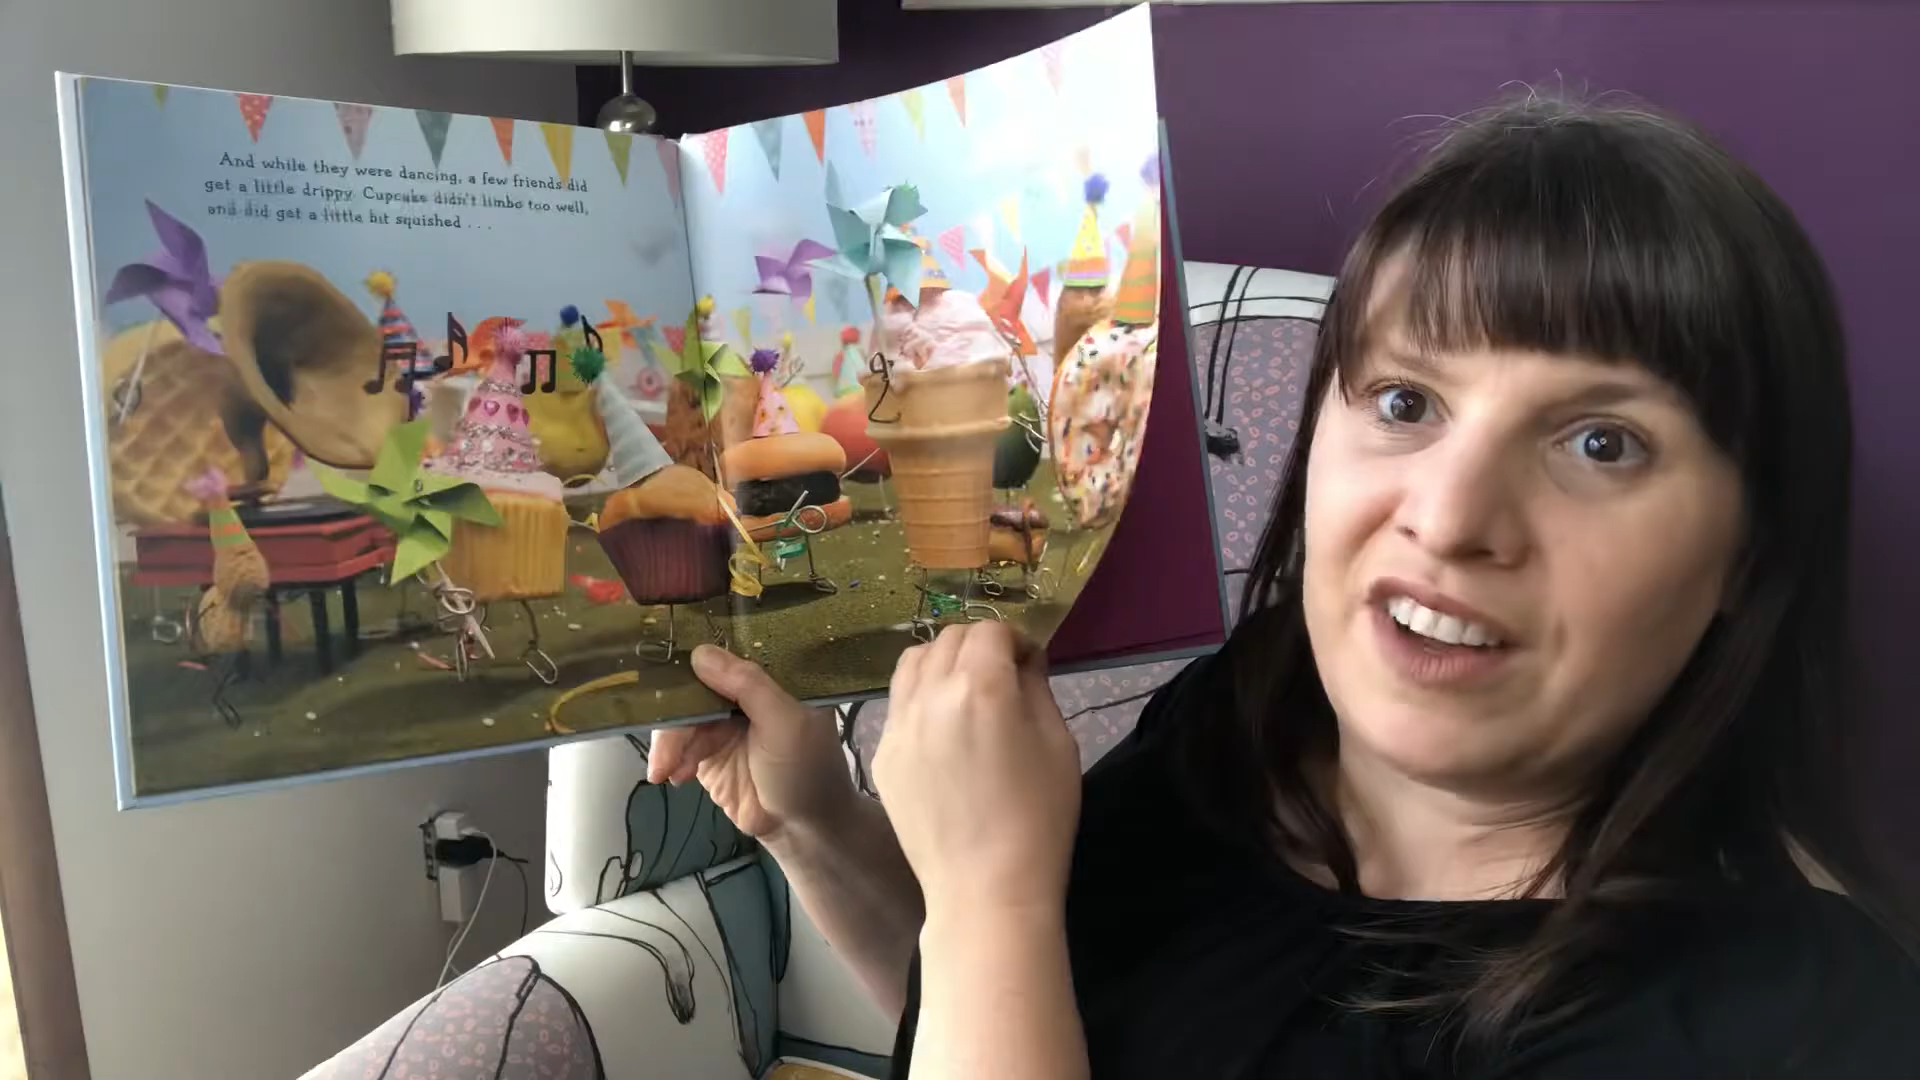 And while they were dancing, a few friends did
get a little drippy. Cupcake didn't limbo too well,
and did get a little bit squished . . .